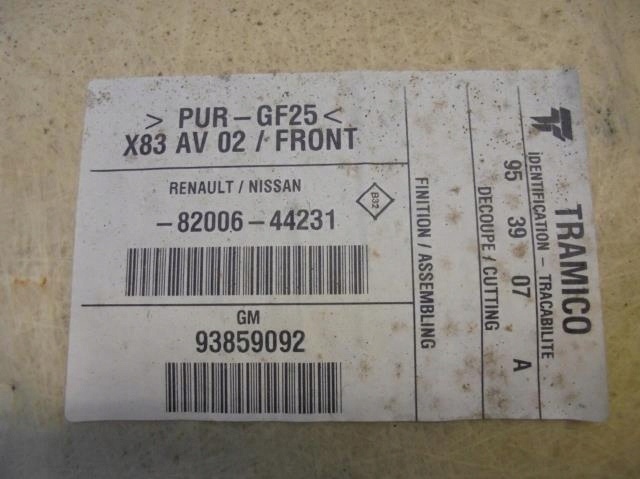 > PUR-GF25 <
X83 AV 02 / FRONT
RENAULT / NISSAN
B32
-82006-44231
GM
93859092
FINITION / ASSEMBLING
DECOUPE / CUTTING
95 39 07 A
IDENTIFICATION - TRACABILITE
TRAMICO